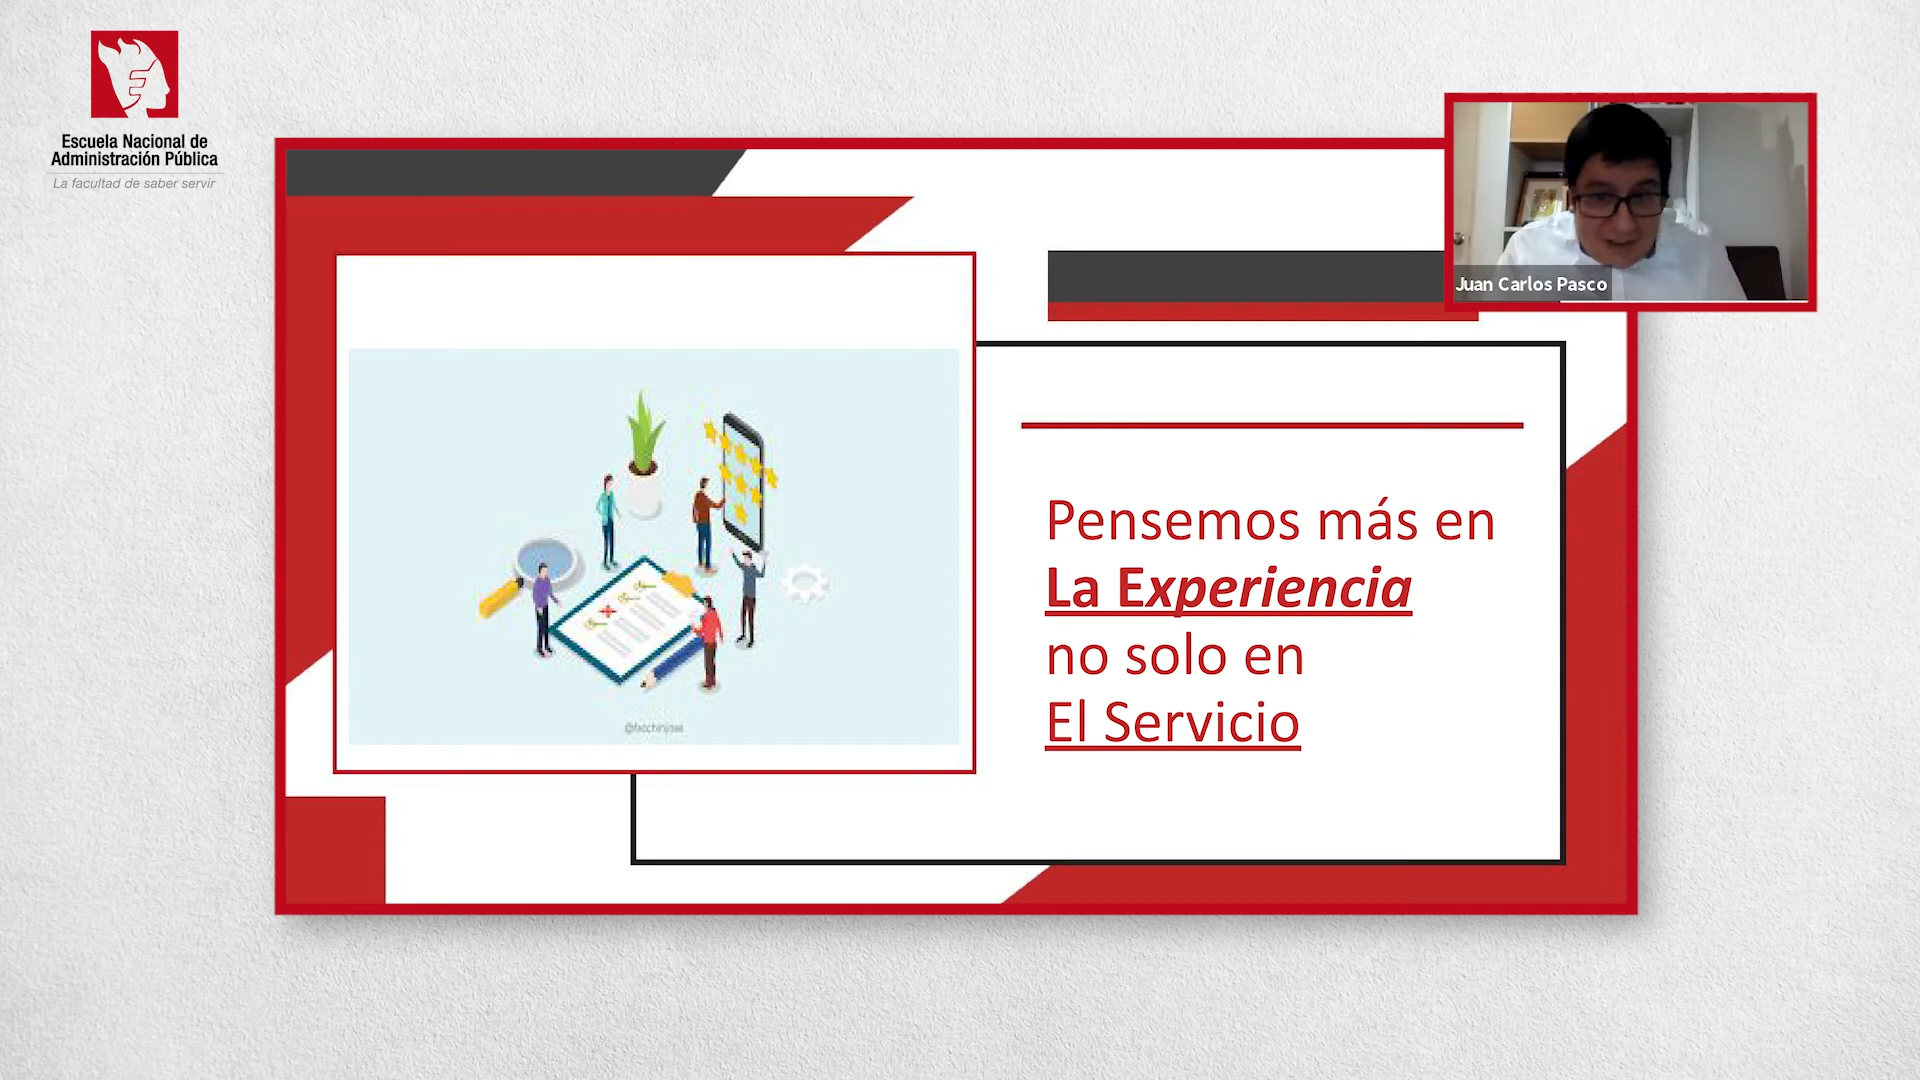 Escuela Nacional de
Administración Pública
La facultad de saber servir
Juan Carlos Pasco
Pensemos más en
La Experiencia
no solo en
El Servicio